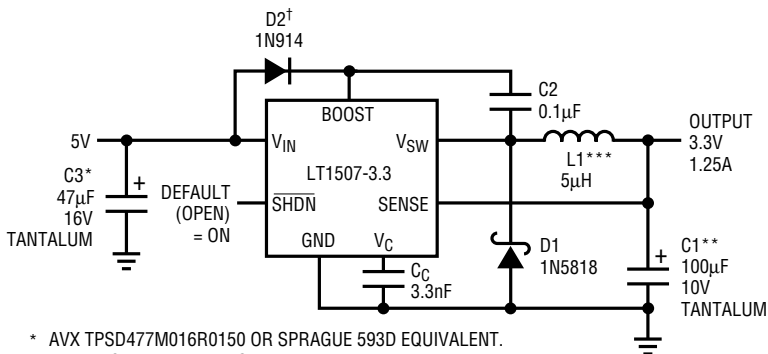 D2†
1N914
C2
0.1µF
BOOST
5V
VIN
VSW
OUTPUT
3.3V
1.25A
L1***
5µH
LT1507-3.3
C3*
47µF
16V
TANTALUM
+
DEFAULT
(OPEN)
= ON
SHDN
SENSE
GND
VC
D1
1N5818
C1**
100µF
10V
TANTALUM
+
CC
3.3nF
* AVX TPSD477M016R0150 OR SPRAGUE 593D EQUIVALENT.